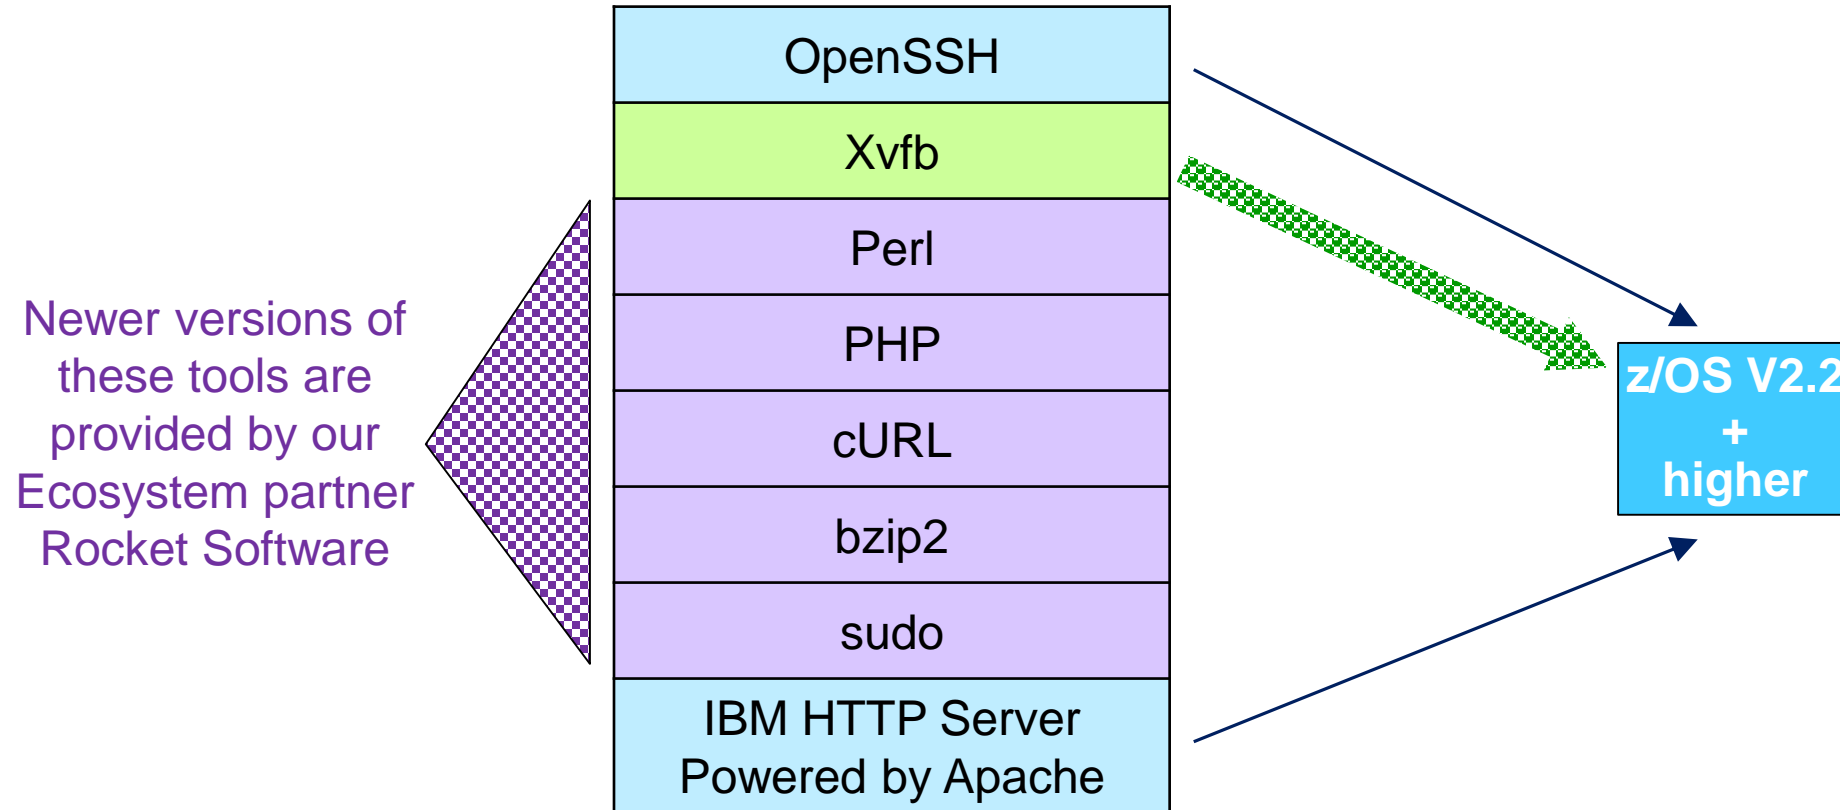 OpenSSH
Xvfb
Perl
PHP
cURL
bzip2
sudo
IBM HTTP Server
Powered by Apache
Newer versions of
these tools are
provided by our
Ecosystem partner
Rocket Software
z/OS V2.2
+
higher